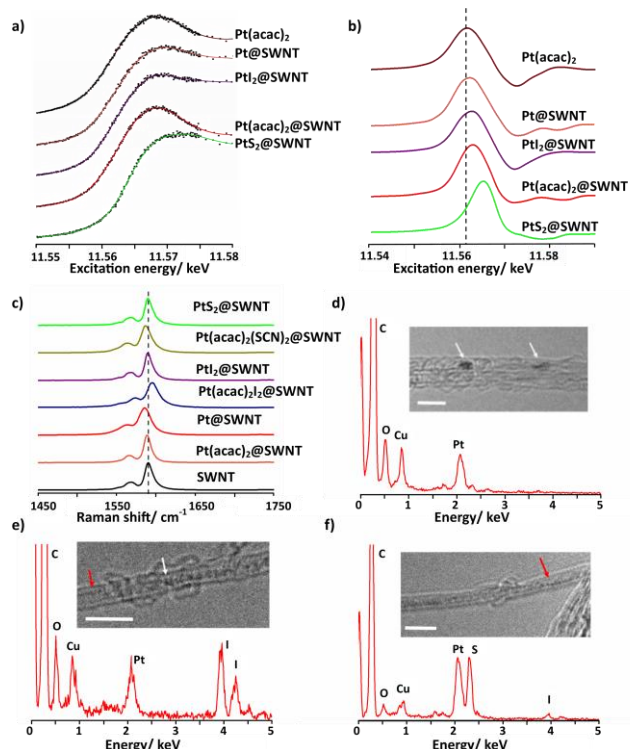 a)
Pt(acac)₂
Pt@SWNT
PtI₂@SWNT
Pt(acac)₂@SWNT
PtS₂@SWNT
11.55 11.56 11.57 11.58
Excitation energy/ keV
b)
Pt(acac)₂
Pt@SWNT
PtI₂@SWNT
Pt(acac)₂@SWNT
PtS₂@SWNT
11.54 11.56 11.58
Excitation energy/ keV
c)
PtS₂@SWNT
Pt(acac)₂(SCN)₂@SWNT
PtI₂@SWNT
Pt(acac)₂I₂@SWNT
Pt@SWNT
Pt(acac)₂@SWNT
SWNT
1450 1550 1650 1750
Raman shift/ cm⁻¹
d)
C
O
Cu
Pt
0 1 2 3 4 5
Energy/ keV
e)
C
O
Cu
Pt
I
I
0 1 2 3 4 5
Energy/ keV
f)
C
Pt S
O
Cu
I
0 1 2 3 4 5
Energy/ keV